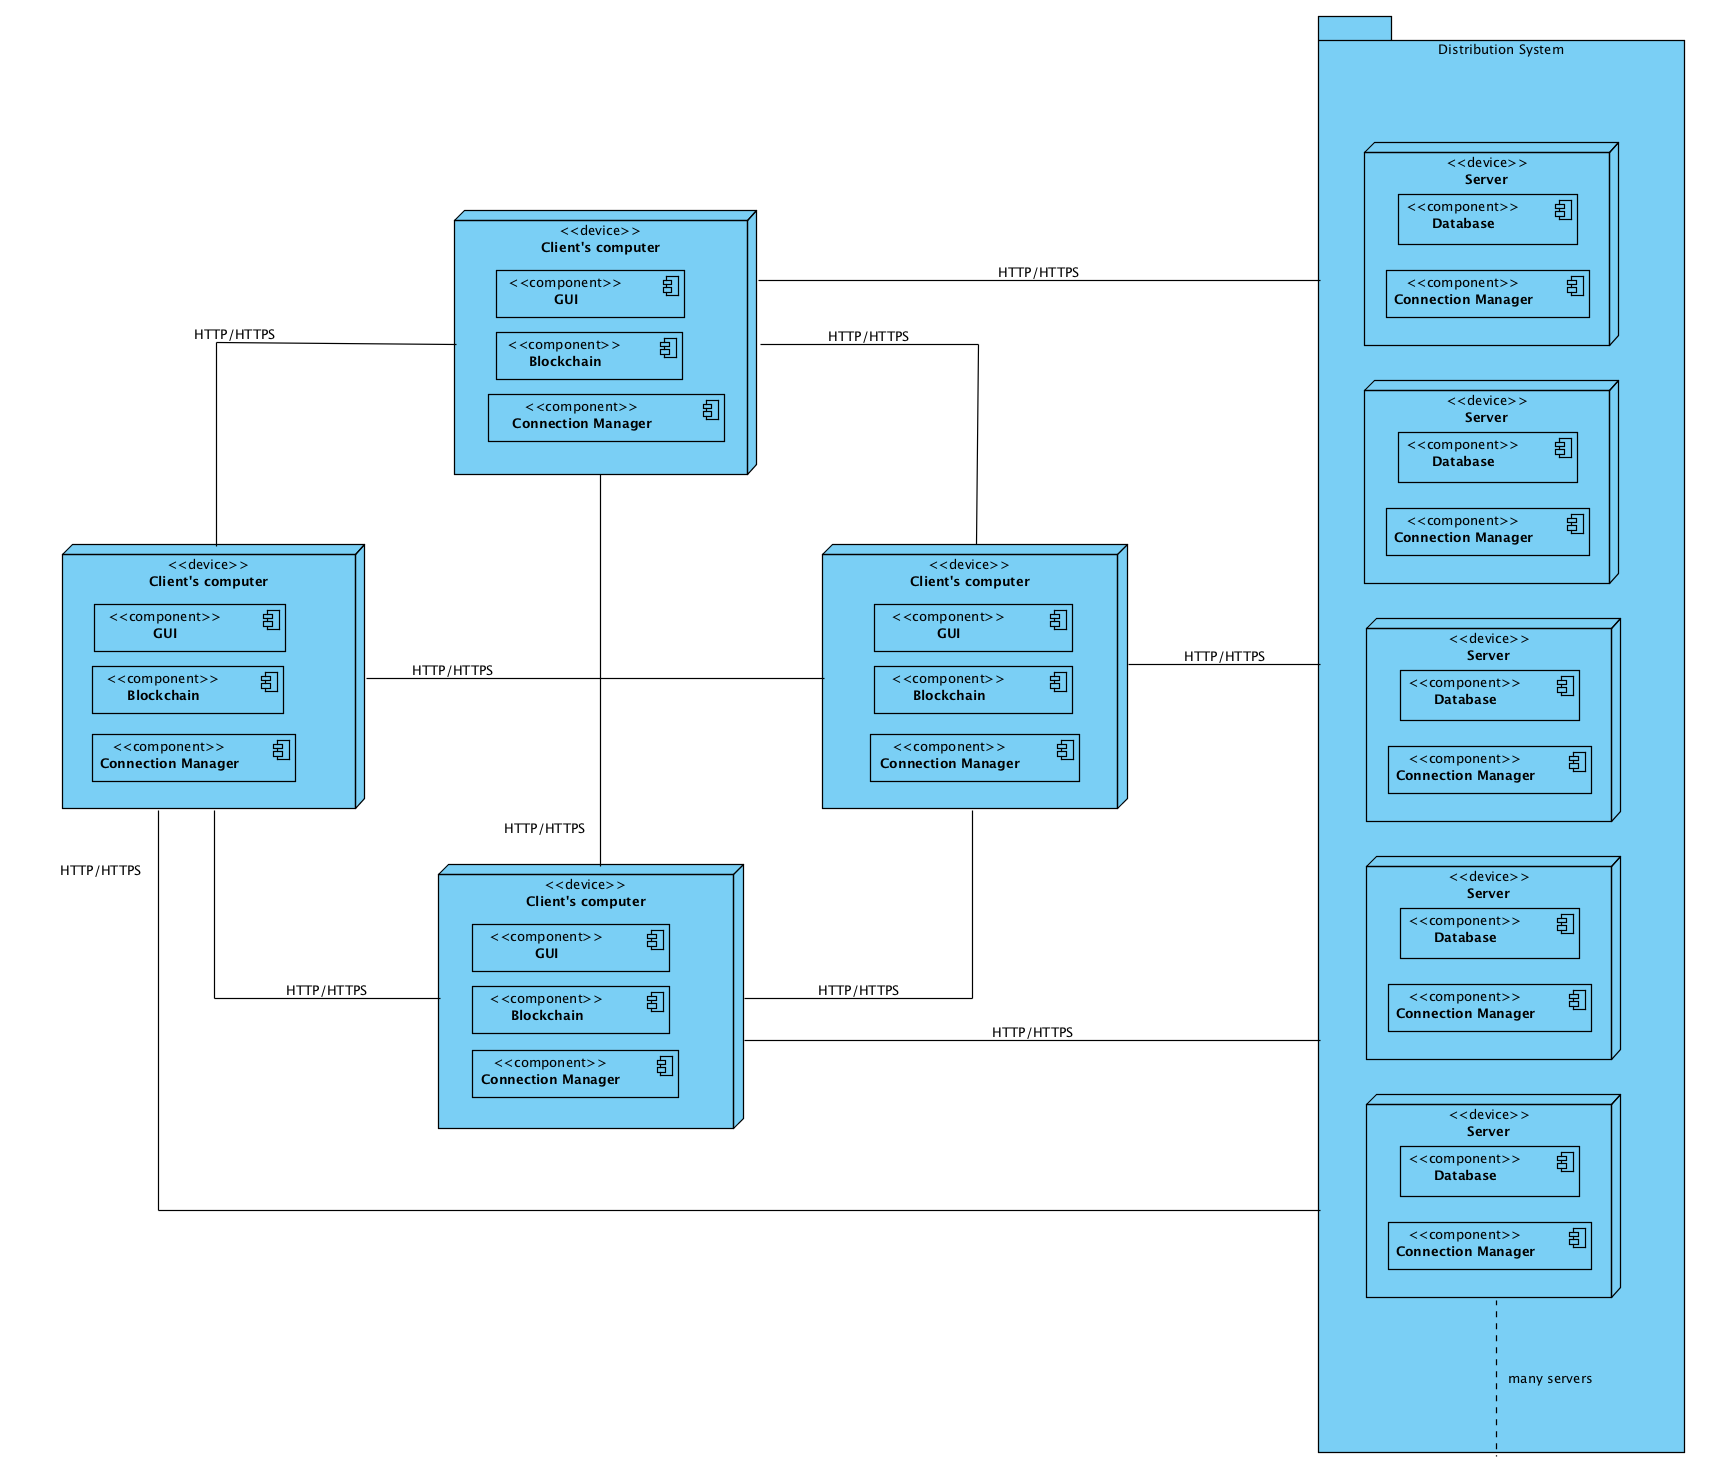 Distribution System
<<device>>
Server
<<component>>
Database
<<component>>
Connection Manager
<<device>>
Client's computer
<<component>>
GUI
<<component>>
Blockchain
<<component>>
Connection Manager
HTTP/HTTPS
HTTP/HTTPS
HTTP/HTTPS
<<device>>
Server
<<component>>
Database
<<component>>
Connection Manager
<<device>>
Client's computer
<<component>>
GUI
<<component>>
Blockchain
<<component>>
Connection Manager
HTTP/HTTPS
<<device>>
Client's computer
<<component>>
GUI
<<component>>
Blockchain
<<component>>
Connection Manager
HTTP/HTTPS
<<device>>
Server
<<component>>
Database
<<component>>
Connection Manager
HTTP/HTTPS
HTTP/HTTPS
<<device>>
Client's computer
<<component>>
GUI
<<component>>
Blockchain
<<component>>
Connection Manager
HTTP/HTTPS
HTTP/HTTPS
HTTP/HTTPS
<<device>>
Server
<<component>>
Database
<<component>>
Connection Manager
<<device>>
Server
<<component>>
Database
<<component>>
Connection Manager
many servers